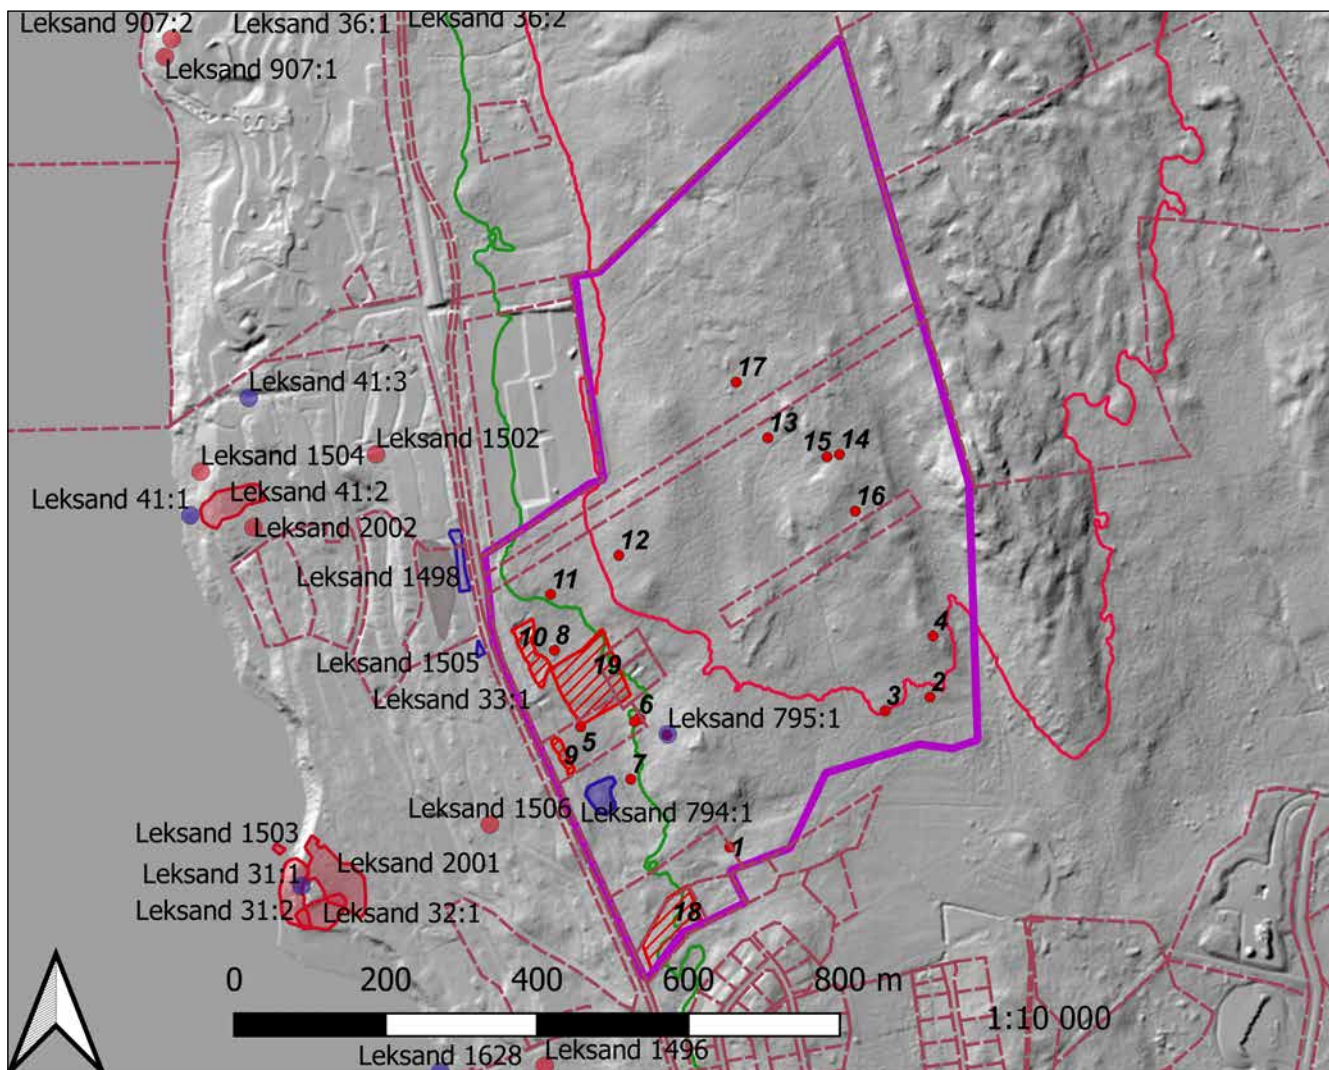 Leksand 907:2
Leksand 36:1
Leksand 36:2
Leksand 907:1
17
Leksand 41:3
13
Leksand 1502
15
14
Leksand 1504
Leksand 41:2
Leksand 41:1
16
Leksand 2002
12
Leksand 1498
11
4
10
8
Leksand 1505
19
Leksand 33:1
3
2
6
Leksand 795:1
5
9
7
Leksand 1506
Leksand 794:1
Leksand 1503
1
Leksand 2001
Leksand 31:1
Leksand 31:2
Leksand 32:1
18
0
200
400
600
800 m
1:10 000
Leksand 1628
Leksand 1496